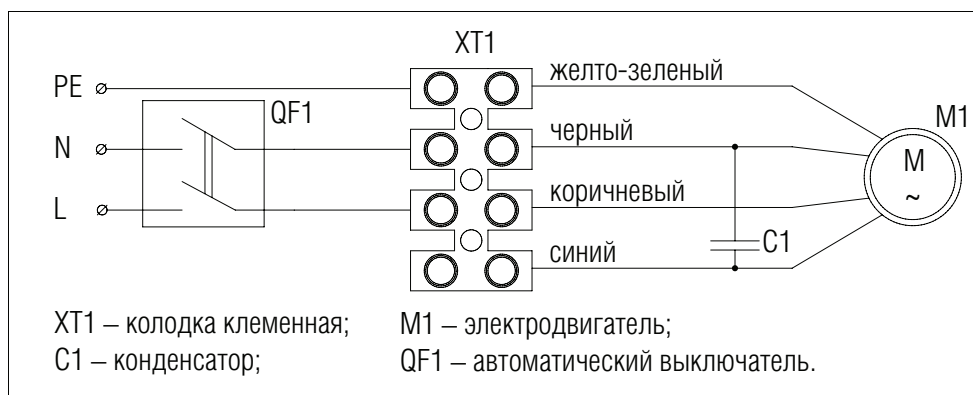 XT1
PE
желто-зеленый
QF1
M1
N
черный
M
~
L
коричневый
C1
синий
XT1 – колодка клеменная;
M1 – электродвигатель;
C1 – конденсатор;
QF1 – автоматический выключатель.